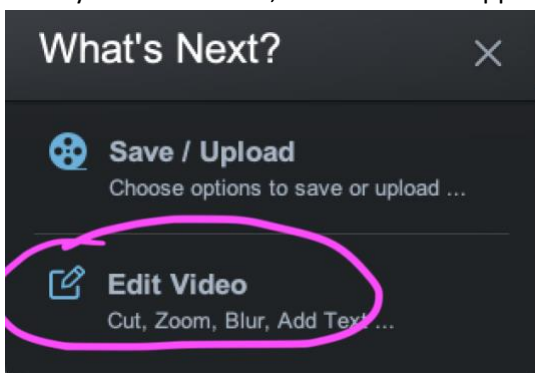 What's Next?
Save / Upload
Choose options to save or upload ...
Edit Video
Cut, Zoom, Blur, Add Text ...